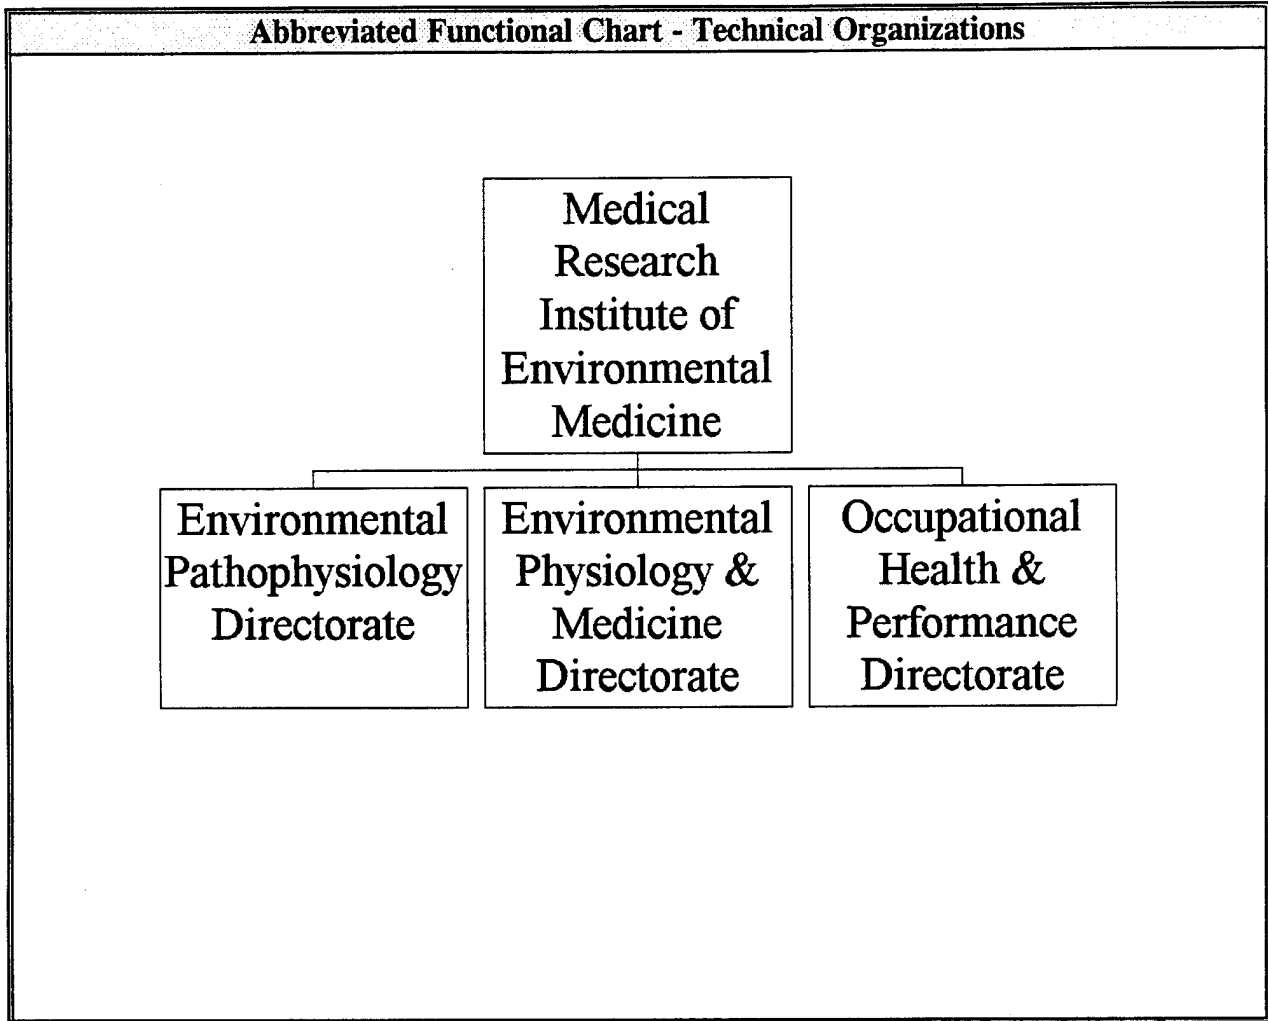 Abbreviated Functional Chart - Technical Organizations
Medical
Research
Institute of
Environmental
Medicine
Environmental
Pathophysiology
Directorate
Environmental
Physiology &
Medicine
Directorate
Occupational
Health &
Performance
Directorate